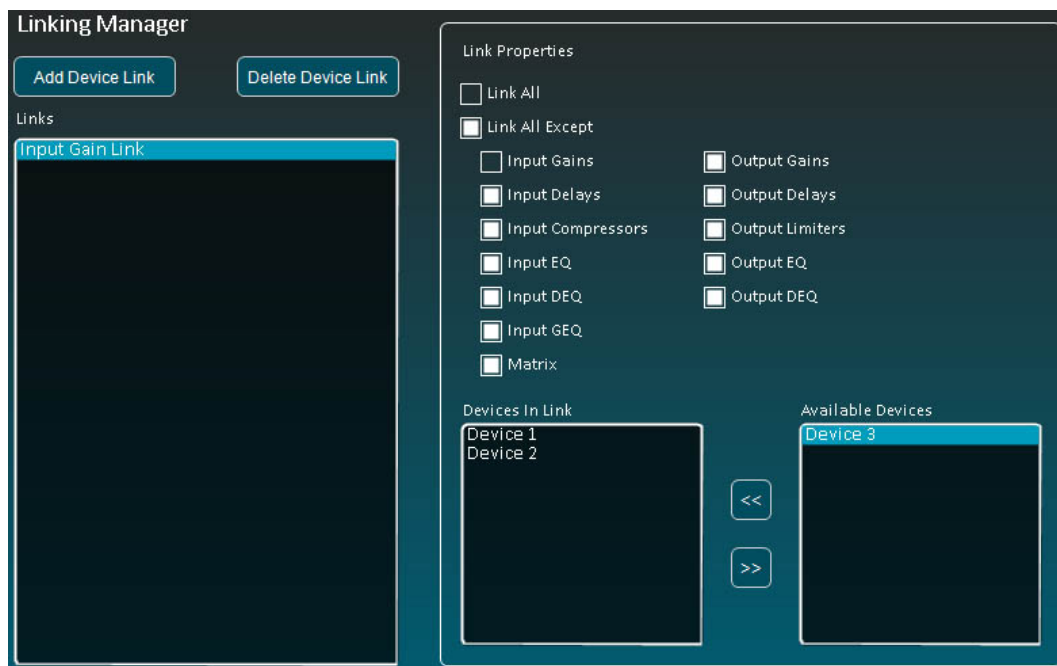 Linking Manager
Add Device Link
Delete Device Link
Links
Input Gain Link
Link Properties
Link All
Link All Except
Input Gains
Output Gains
Input Delays
Output Delays
Input Compressors
Output Limiters
Input EQ
Output EQ
Input DEQ
Output DEQ
Input GEQ
Matrix
Devices In Link
Available Devices
Device 1
Device 2
Device 3
<<
>>